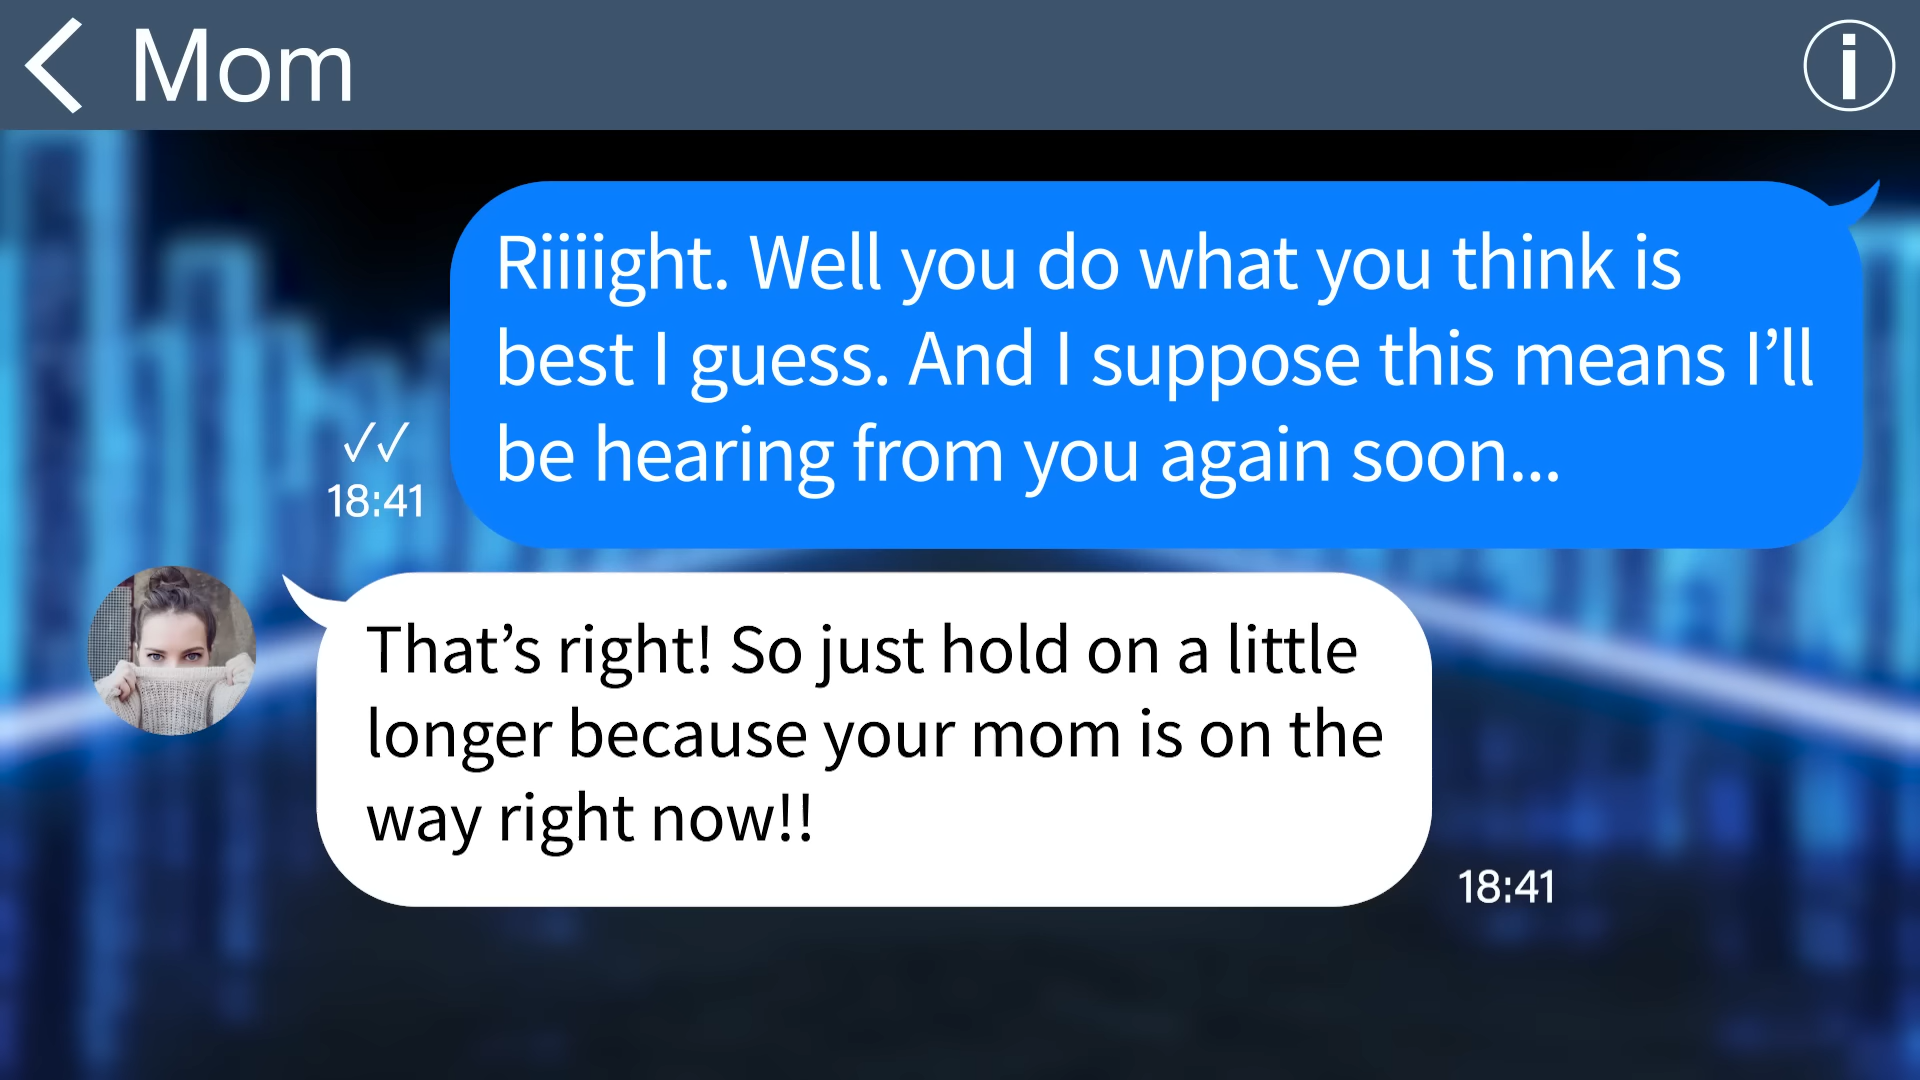 Mom
Riiiight. Well you do what you think is
best I guess. And I suppose this means I’ll
be hearing from you again soon...
18:41
That’s right! So just hold on a little
longer because your mom is on the
way right now!!
18:41